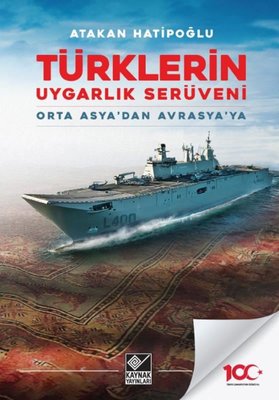 ATAKAN HATİPOĞLU
TÜRKLERİN
UYGARLIK SERÜVENİ
ORTA ASYA'DAN AVRASYA'YA
L400
KAYNAK
YAYINLARI
100